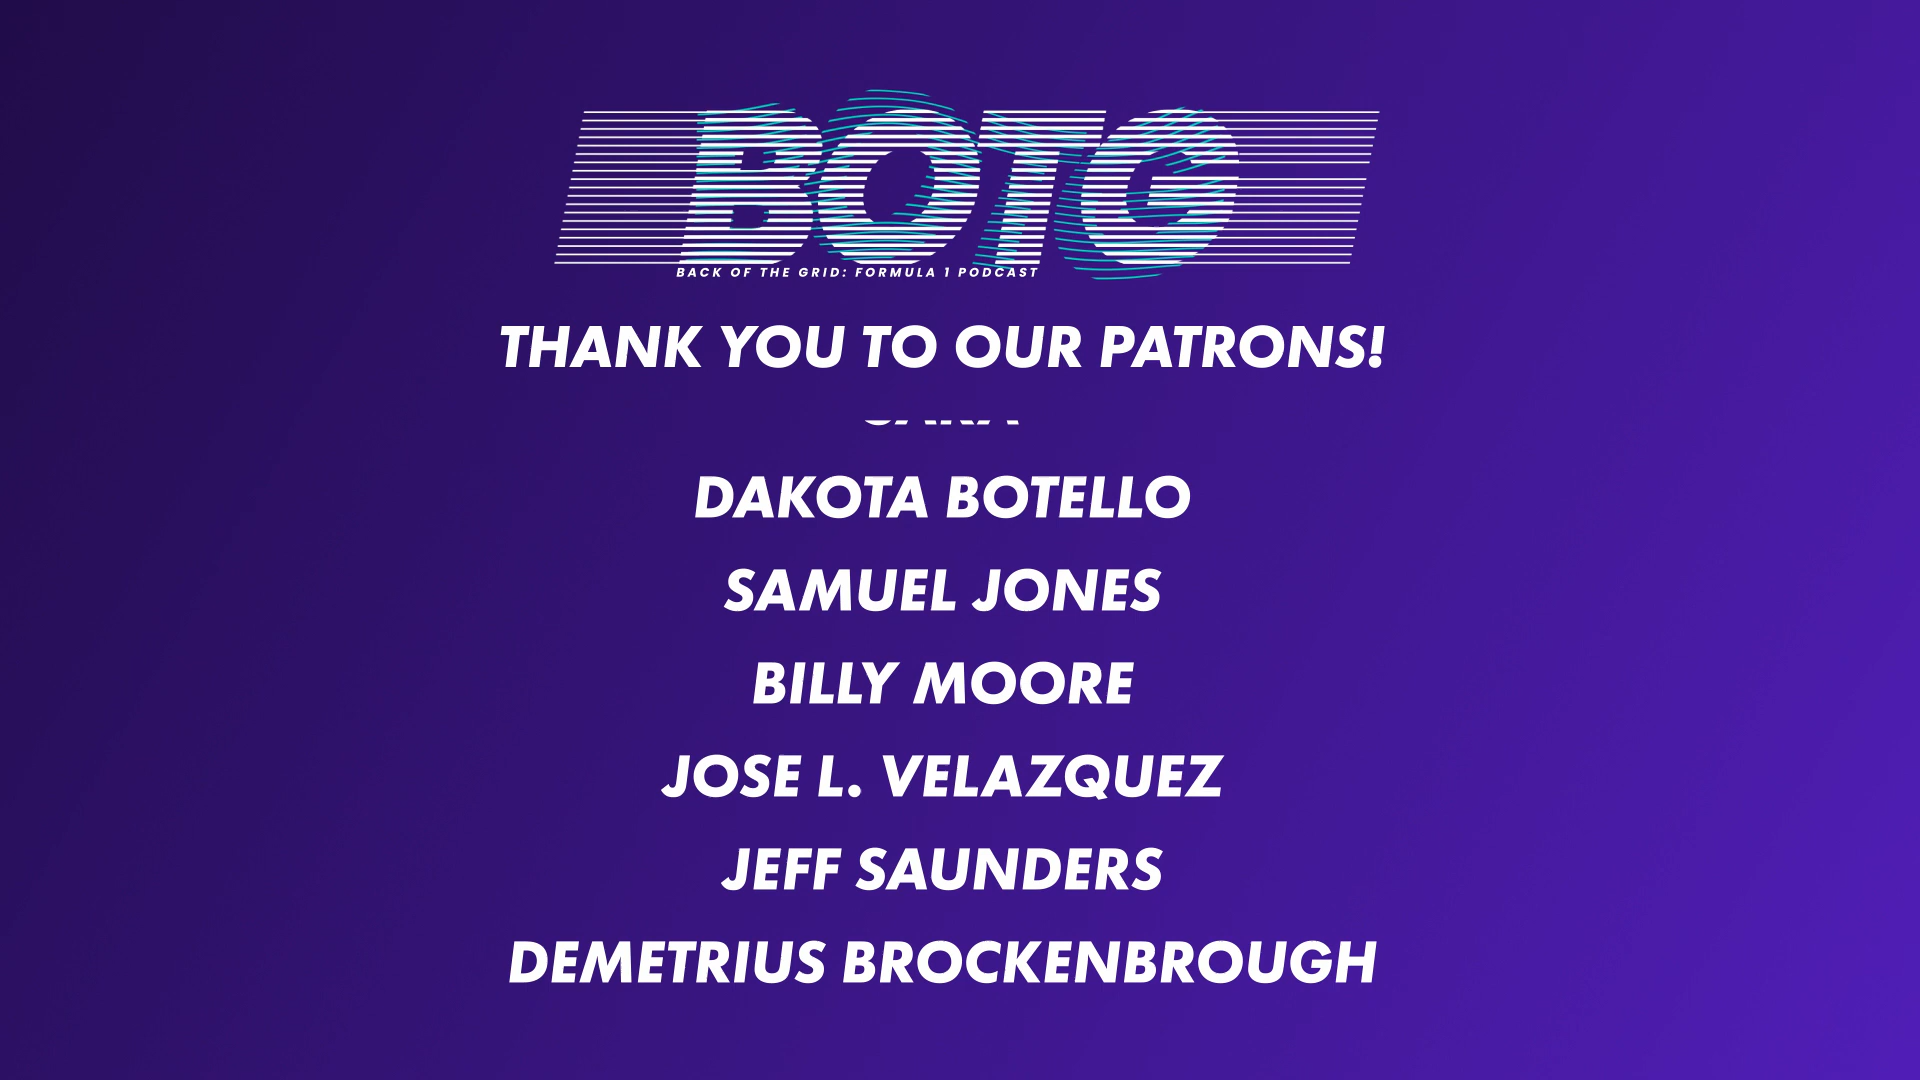 BOTG
BACK OF THE GRID: FORMULA 1 PODCAST
THANK YOU TO OUR PATRONS!
DAKOTA BOTELLO
SAMUEL JONES
BILLY MOORE
JOSE L. VELAZQUEZ
JEFF SAUNDERS
DEMETRIUS BROCKENBROUGH